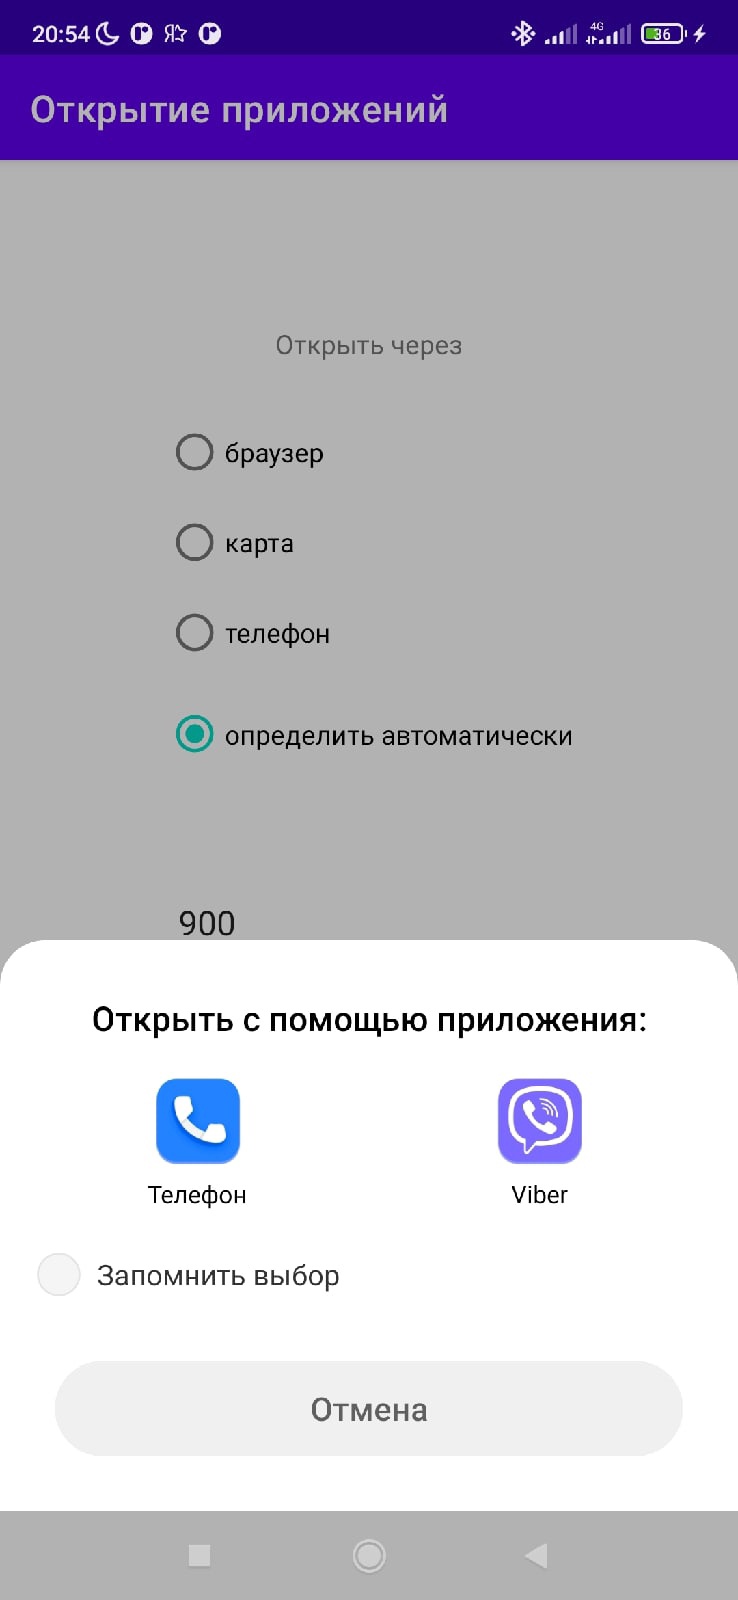 20:54 Я 4G 36
Открытие приложений
Открыть через
браузер
карта
телефон
определить автоматически
900
Открыть с помощью приложения:
Телефон Viber
Запомнить выбор
Отмена